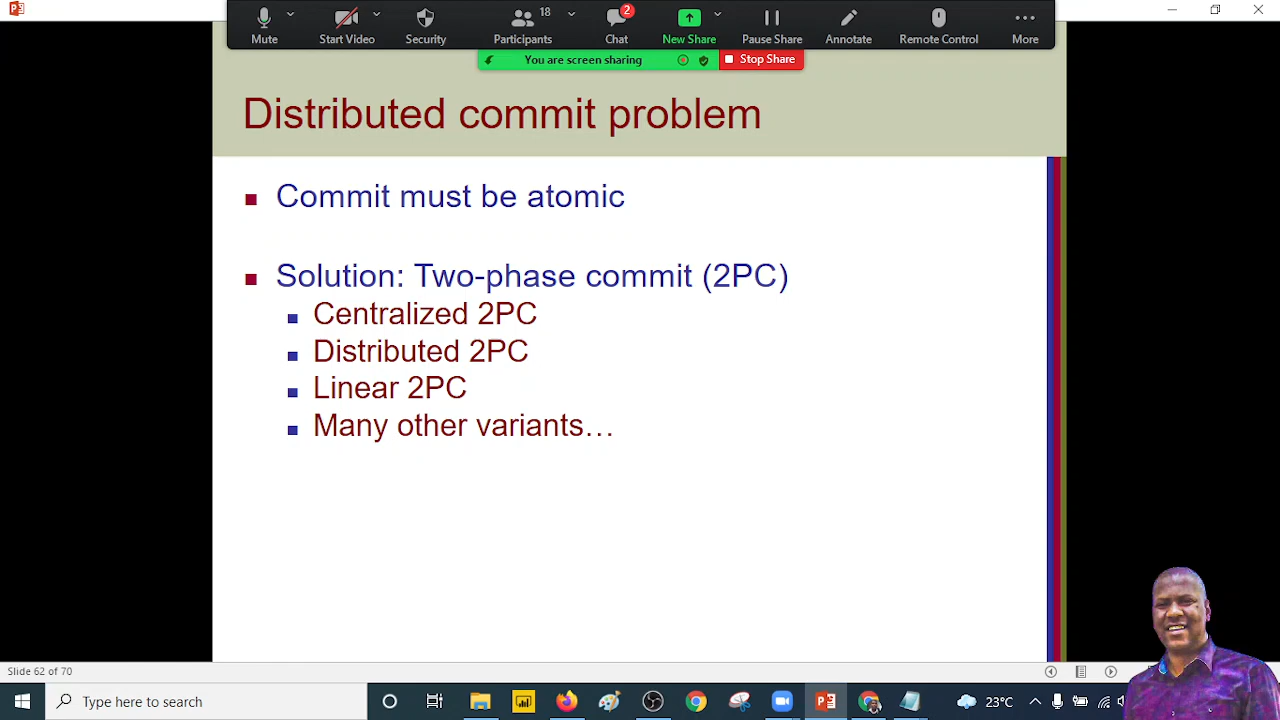 18
2
Mute
Start Video
Security
Participants
Chat
New Share
Pause Share
Annotate
Remote Control
More
You are screen sharing
Stop Share
Distributed commit problem
Commit must be atomic
Solution: Two-phase commit (2PC)
Centralized 2PC
Distributed 2PC
Linear 2PC
Many other variants…
Slide 62 of 70
Type here to search
23°C